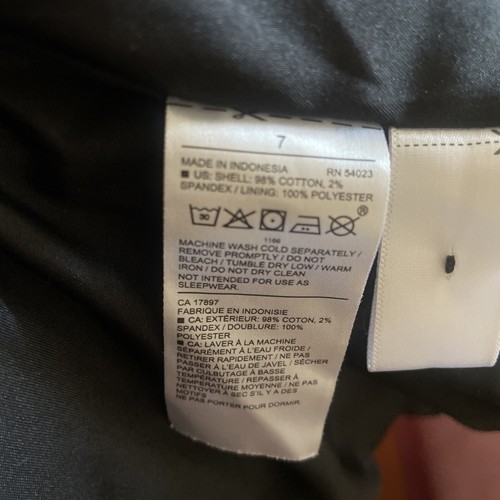 7
MADE IN INDONESIA RN 54023
■ US: SHELL: 98% COTTON, 2%
SPANDEX / LINING: 100% POLYESTER
30
®
1166
MACHINE WASH COLD SEPARATELY /
REMOVE PROMPTLY / DO NOT
BLEACH / TUMBLE DRY LOW / WARM
IRON / DO NOT DRY CLEAN
NOT INTENDED FOR USE AS
SLEEPWEAR.
CA 17897
FABRIQUE EN INDONISIE
■ CA: EXTÉRIEUR: 98% COTON, 2%
SPANDEX / DOUBLURE: 100%
POLYESTER
■ CA: LAVER À LA MACHINE
SÉPARÉMENT À L'EAU FROIDE /
RETIRER RAPIDEMENT / NE PAS
PASSER À L'EAU DE JAVEL / SÉCHER
PAR CULBUTAGE À BASSE
TEMPÉRATURE / REPASSER À
TEMPÉRATURE MOYENNE / NE PAS
NETTOYER À SEC S'IL Y A DES
MOTIFS
NE PAS PORTER POUR DORMIR.